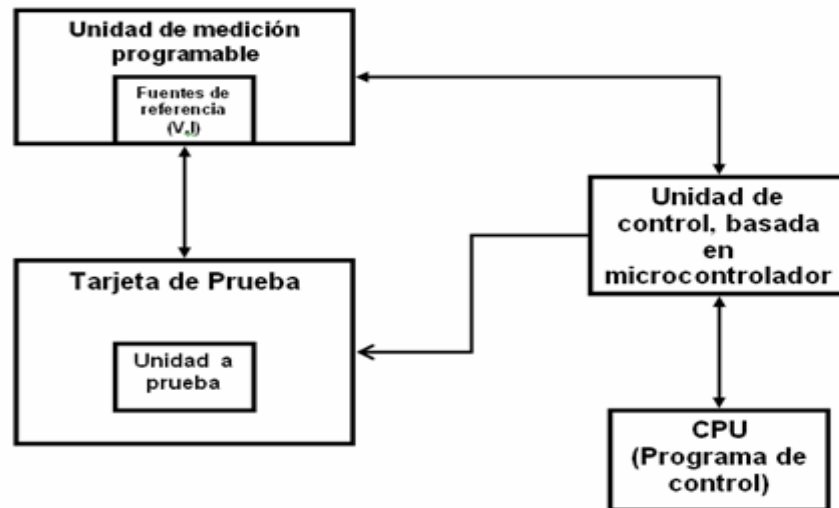 Unidad de medición
programable
Fuentes de
referencia
(V,I)
Unidad de
control, basada
en
microcontrolador
Tarjeta de Prueba
Unidad a
prueba
CPU
(Programa de
control)